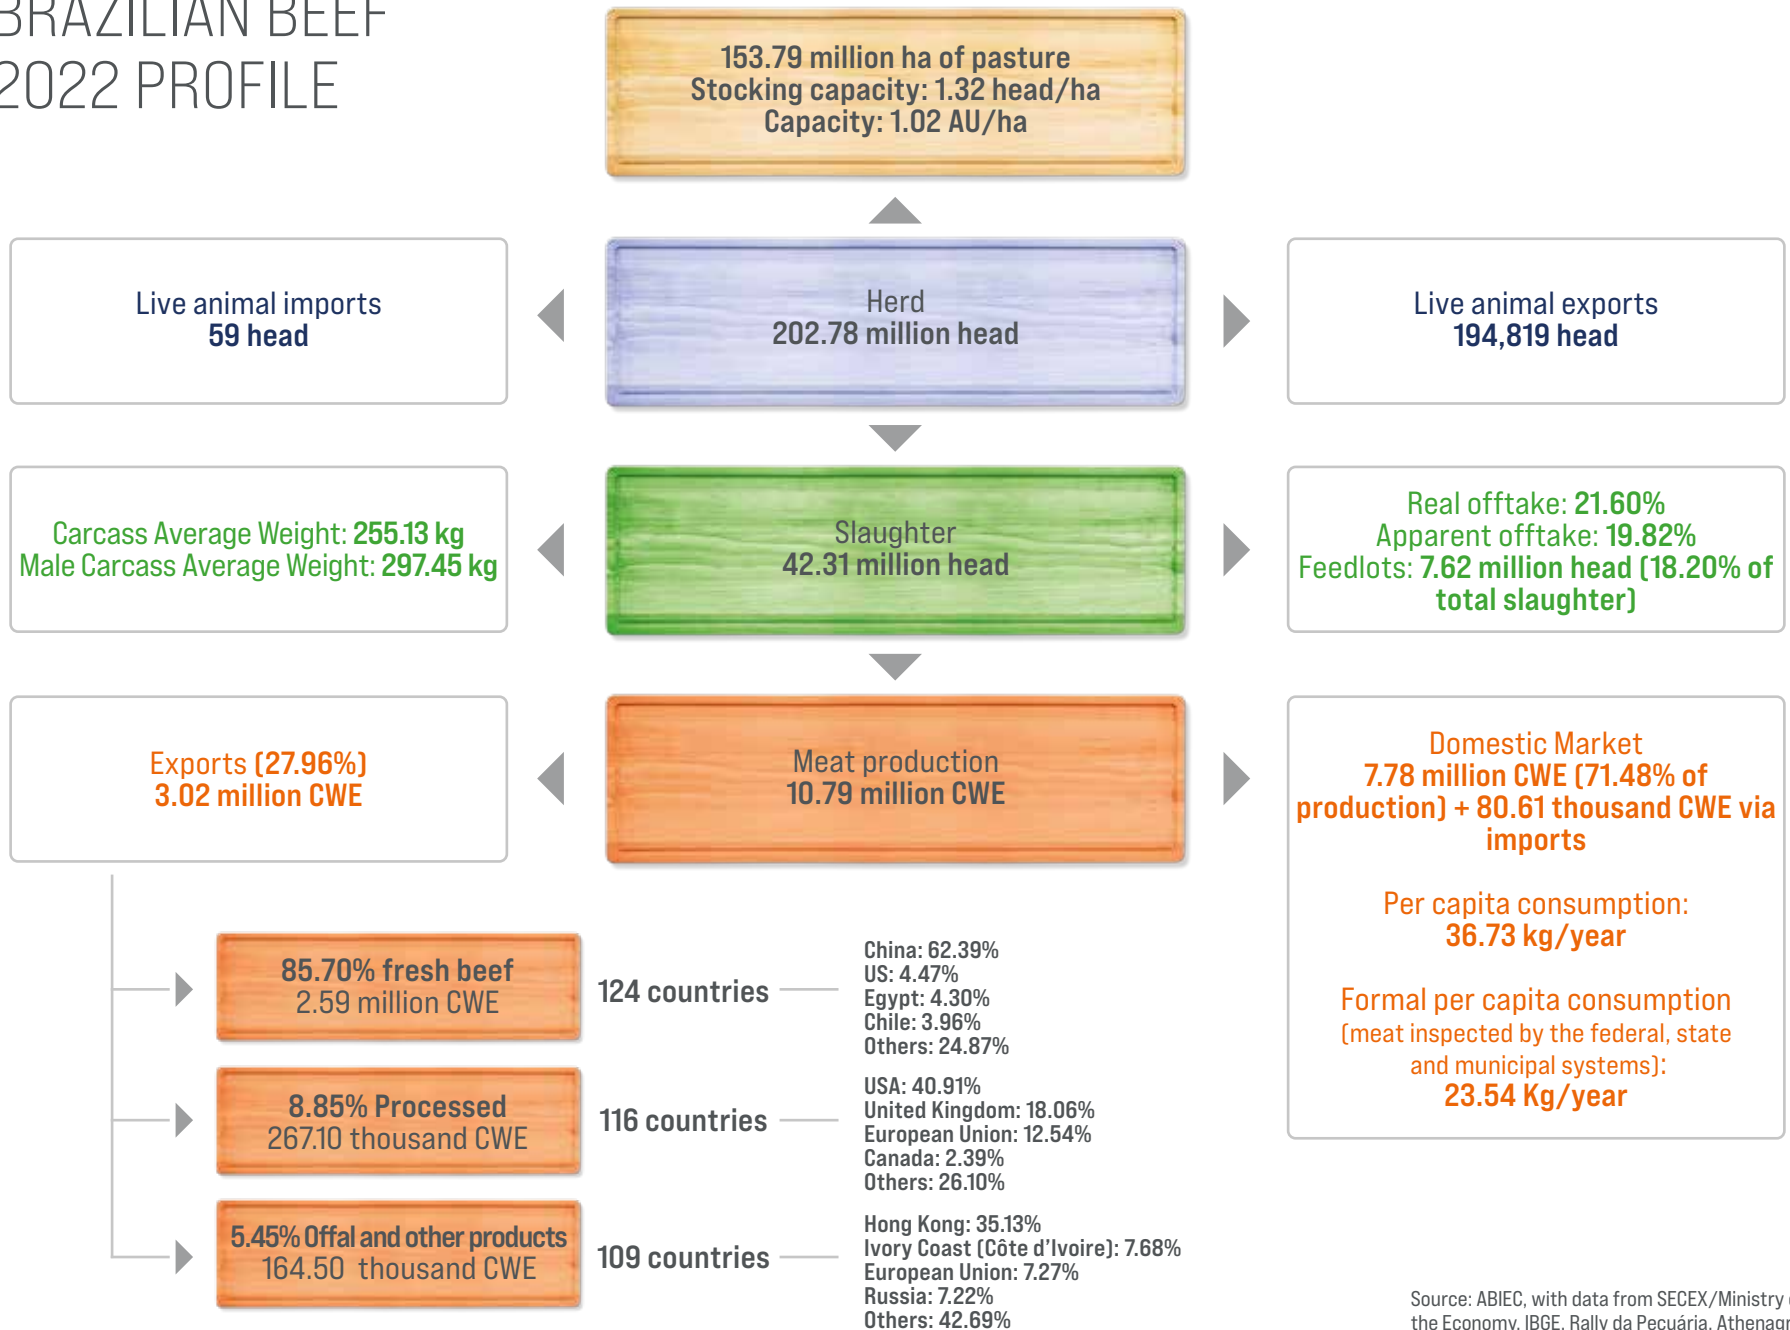 BRAZILIAN BEEF
2022 PROFILE
153.79 million ha of pasture
Stocking capacity: 1.32 head/ha
Capacity: 1.02 AU/ha
Live animal imports
59 head
Herd
202.78 million head
Live animal exports
194,819 head
Carcass Average Weight: 255.13 kg
Male Carcass Average Weight: 297.45 kg
Slaughter
42.31 million head
Real offtake: 21.60%
Apparent offtake: 19.82%
Feedlots: 7.62 million head (18.20% of
total slaughter)
Exports (27.96%)
3.02 million CWE
Meat production
10.79 million CWE
Domestic Market
7.78 million CWE (71.48% of
production) + 80.61 thousand CWE via
imports
Per capita consumption:
36.73 kg/year
Formal per capita consumption
(meat inspected by the federal, state
and municipal systems):
23.54 Kg/year
85.70% fresh beef
2.59 million CWE
124 countries
China: 62.39%
US: 4.47%
Egypt: 4.30%
Chile: 3.96%
Others: 24.87%
8.85% Processed
267.10 thousand CWE
116 countries
USA: 40.91%
United Kingdom: 18.06%
European Union: 12.54%
Canada: 2.39%
Others: 26.10%
5.45% Offal and other products
164.50 thousand CWE
109 countries
Hong Kong: 35.13%
Ivory Coast (Côte d'Ivoire): 7.68%
European Union: 7.27%
Russia: 7.22%
Others: 42.69%
Source: ABIEC, with data from SECEX/Ministry
the Economy, IBGE, Rally da Pecuária,